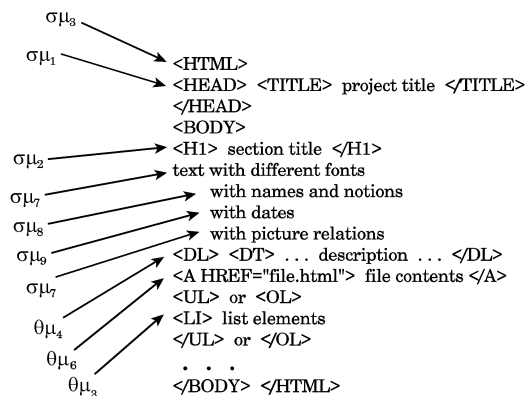 σμ₃
<HTML>
σμ₁
<HEAD> <TITLE> project title </TITLE>
</HEAD>
<BODY>
σμ₂
<H1> section title </H1>
text with different fonts
σμ₇
with names and notions
σμ₈
with dates
σμ₉
with picture relations
<DL> <DT> ... description ... </DL>
σμ₇
<A HREF="file.html"> file contents </A>
<UL> or <OL>
θμ₄
<LI> list elements
</UL> or </OL>
θμ₆
. . .
θμ₃
</BODY> </HTML>